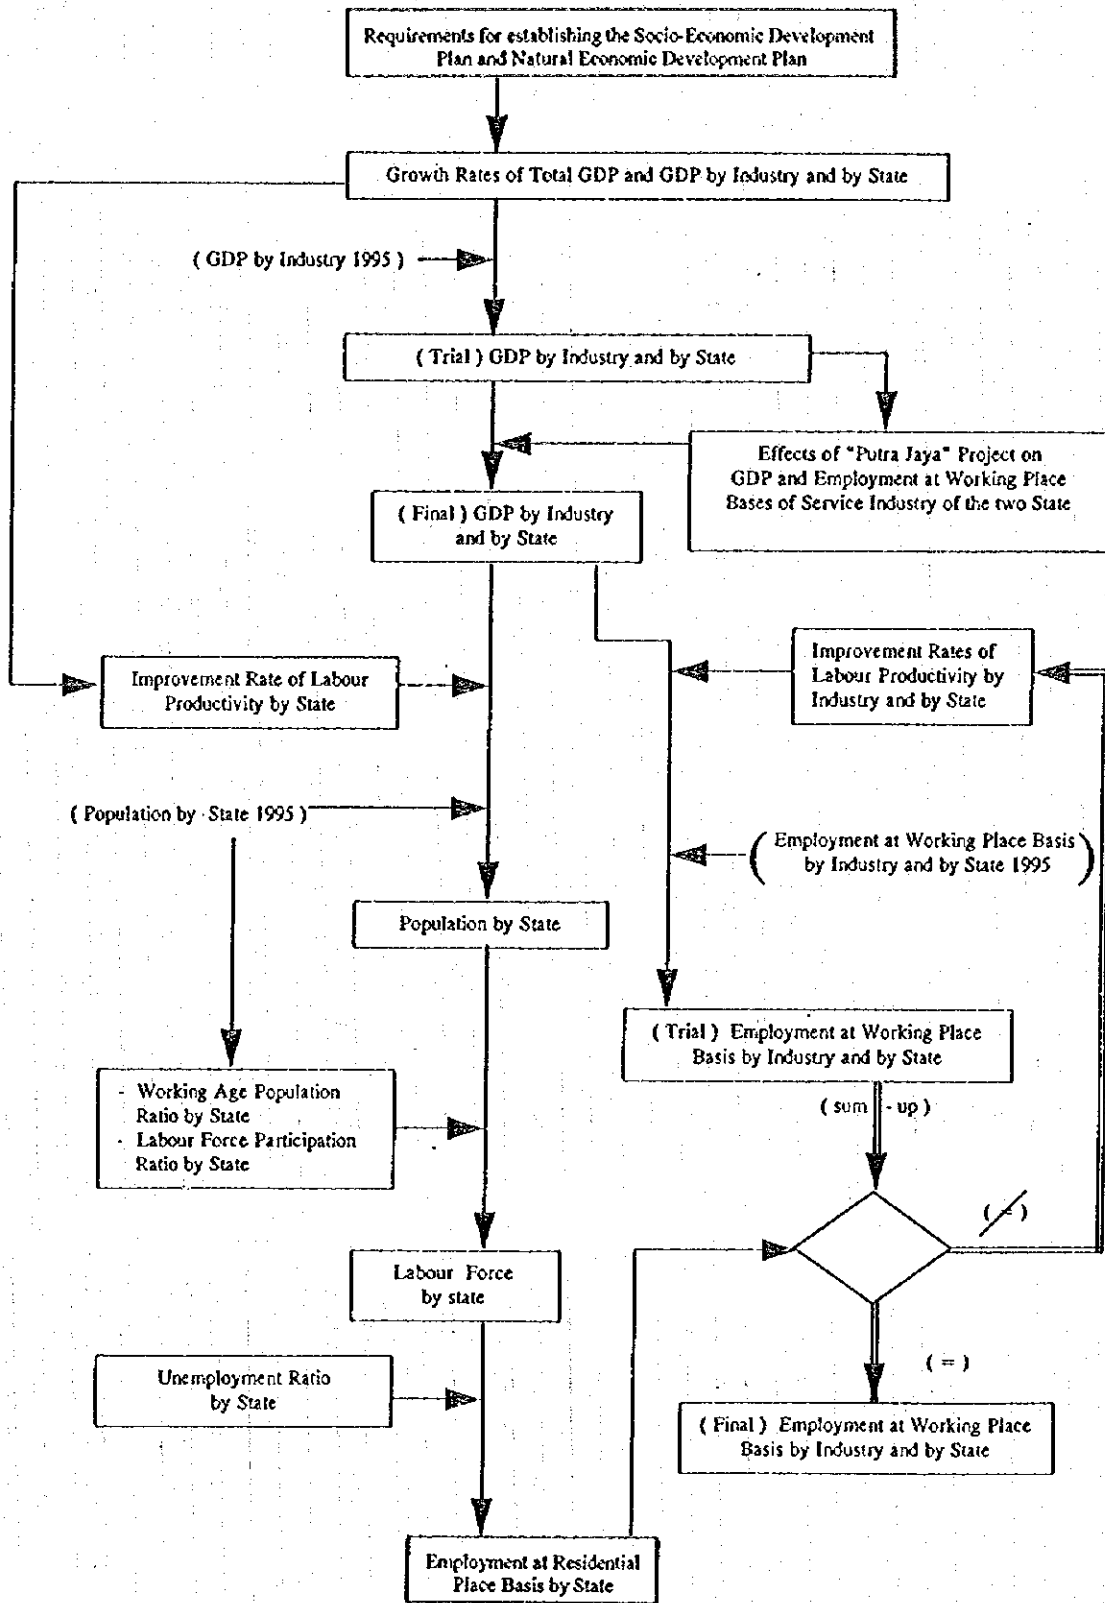 Requirements for establishing the Socio-Economic Development
Plan and Natural Economic Development Plan
Growth Rates of Total GDP and GDP by Industry and by State
( GDP by Industry 1995 )
( Trial ) GDP by Industry and by State
Effects of "Putra Jaya" Project on
GDP and Employment at Working Place
Bases of Service Industry of the two State
( Final ) GDP by Industry
and by State
Improvement Rate of Labour
Productivity by State
Improvement Rates of
Labour Productivity by
Industry and by State
( Population by State 1995 )
( Employment at Working Place Basis
by Industry and by State 1995 )
Population by State
( Trial ) Employment at Working Place
Basis by Industry and by State
- Working Age Population
Ratio by State
- Labour Force Participation
Ratio by State
( sum - up )
( ≠ )
Labour Force
by state
Unemployment Ratio
by State
( = )
( Final ) Employment at Working Place
Basis by Industry and by State
Employment at Residential
Place Basis by State